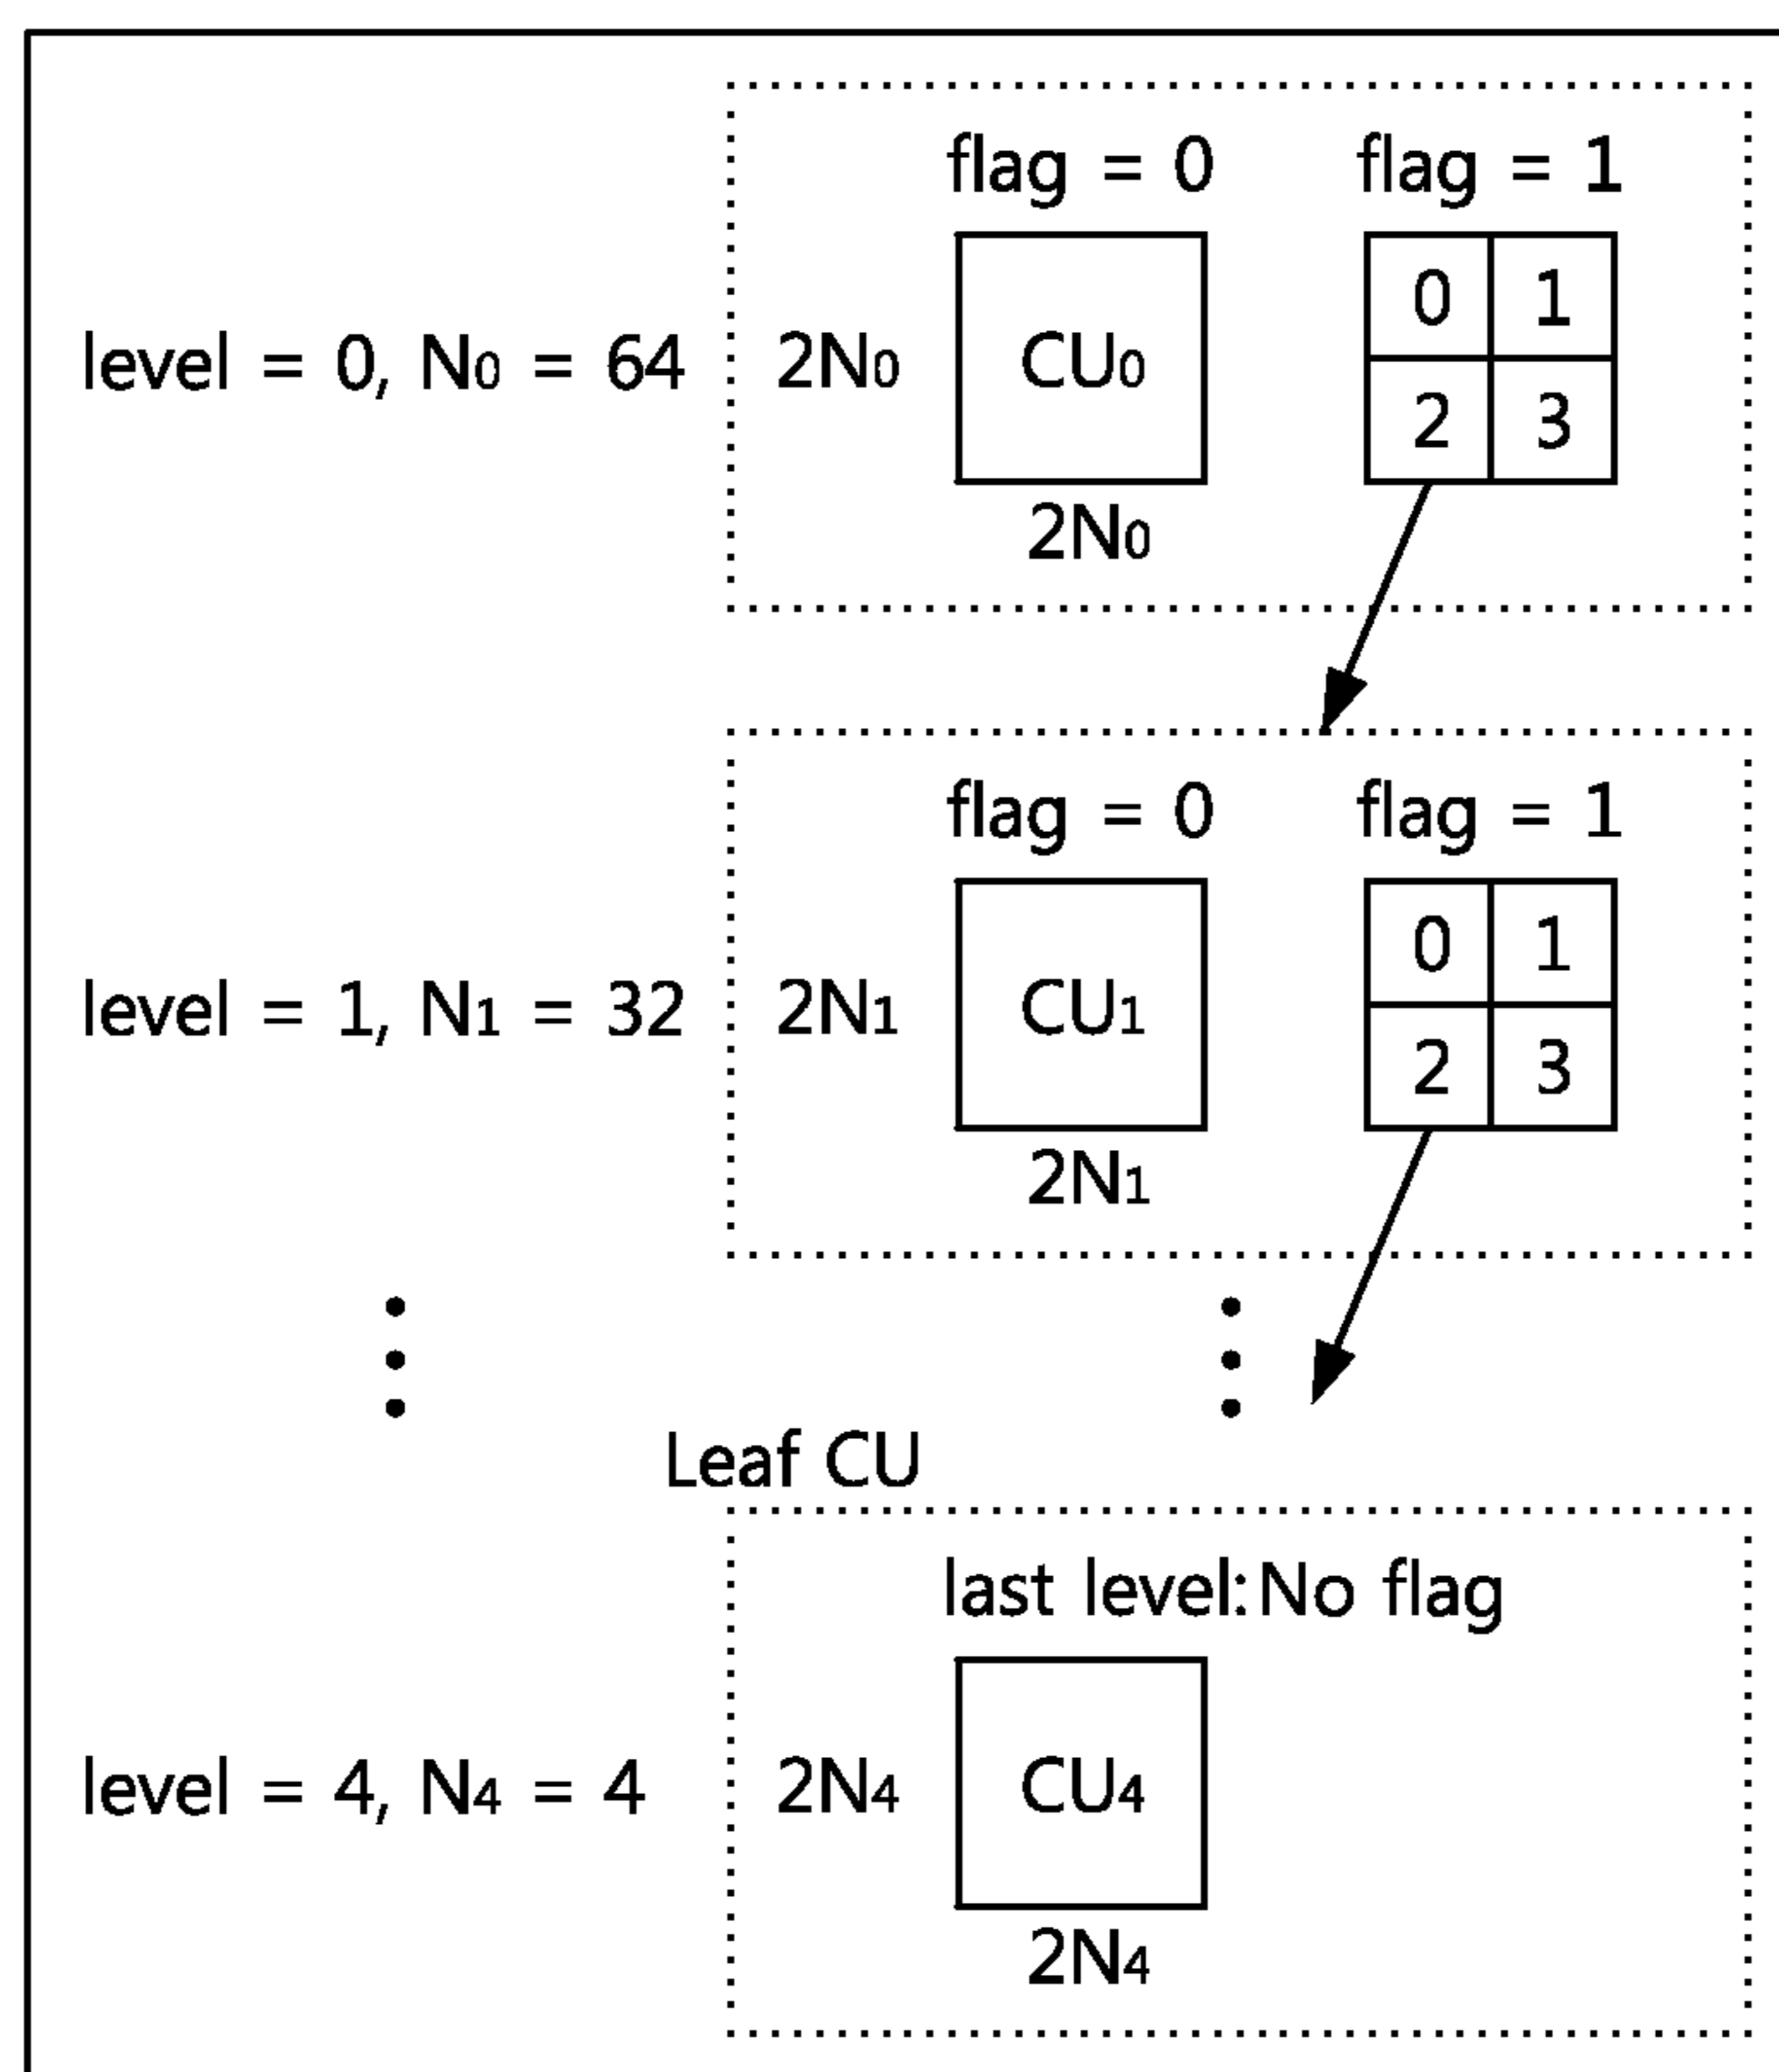 flag = 0 flag = 1
0 1
level = 0, N0 = 64 2N0 CU0
2 3
2N0
flag = 0 flag = 1
0 1
level = 1, N1 = 32 2N1 CU1
2 3
2N1
Leaf CU
last level: No flag
level = 4, N4 = 4 2N4 CU4
2N4